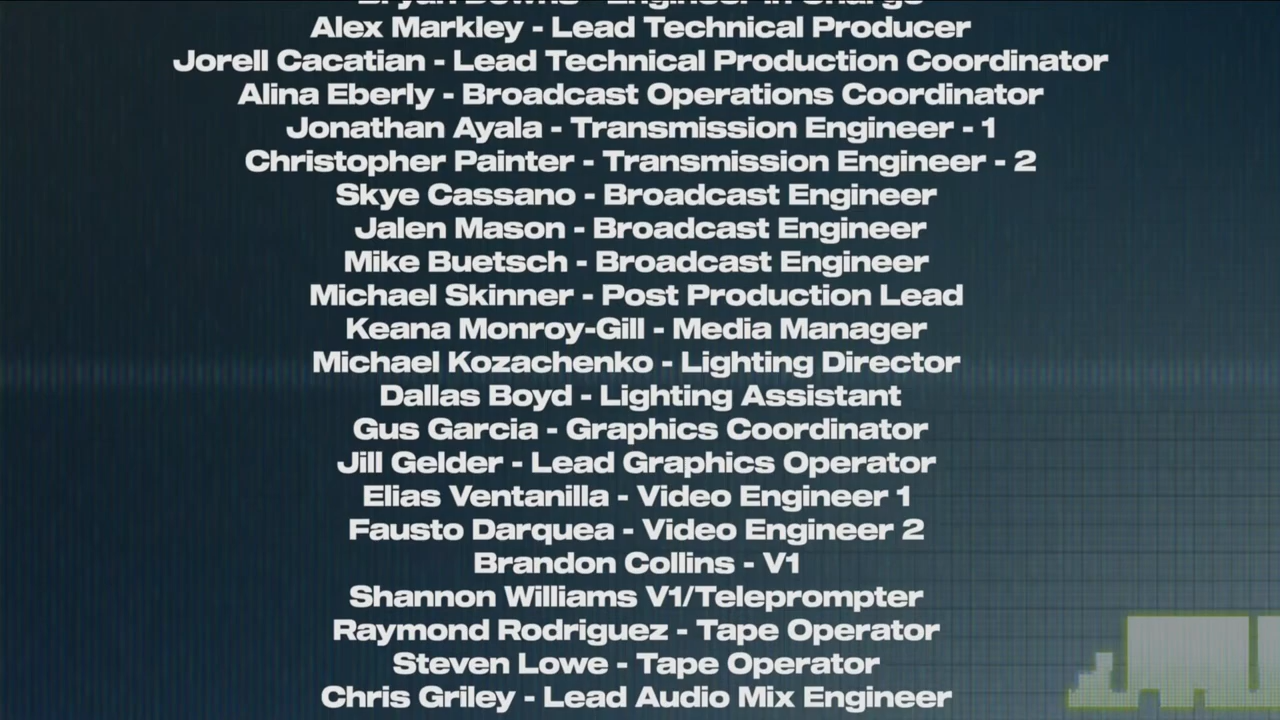 Alex Markley - Lead Technical Producer
Jorell Cacatian - Lead Technical Production Coordinator
Alina Eberly - Broadcast Operations Coordinator
Jonathan Ayala - Transmission Engineer - 1
Christopher Painter - Transmission Engineer - 2
Skye Cassano - Broadcast Engineer
Jalen Mason - Broadcast Engineer
Mike Buetsch - Broadcast Engineer
Michael Skinner - Post Production Lead
Keana Monroy-Gill - Media Manager
Michael Kozachenko - Lighting Director
Dallas Boyd - Lighting Assistant
Gus Garcia - Graphics Coordinator
Jill Gelder - Lead Graphics Operator
Elias Ventanilla - Video Engineer 1
Fausto Darquea - Video Engineer 2
Brandon Collins - V1
Shannon Williams V1/Teleprompter
Raymond Rodriguez - Tape Operator
Steven Lowe - Tape Operator
Chris Griley - Lead Audio Mix Engineer